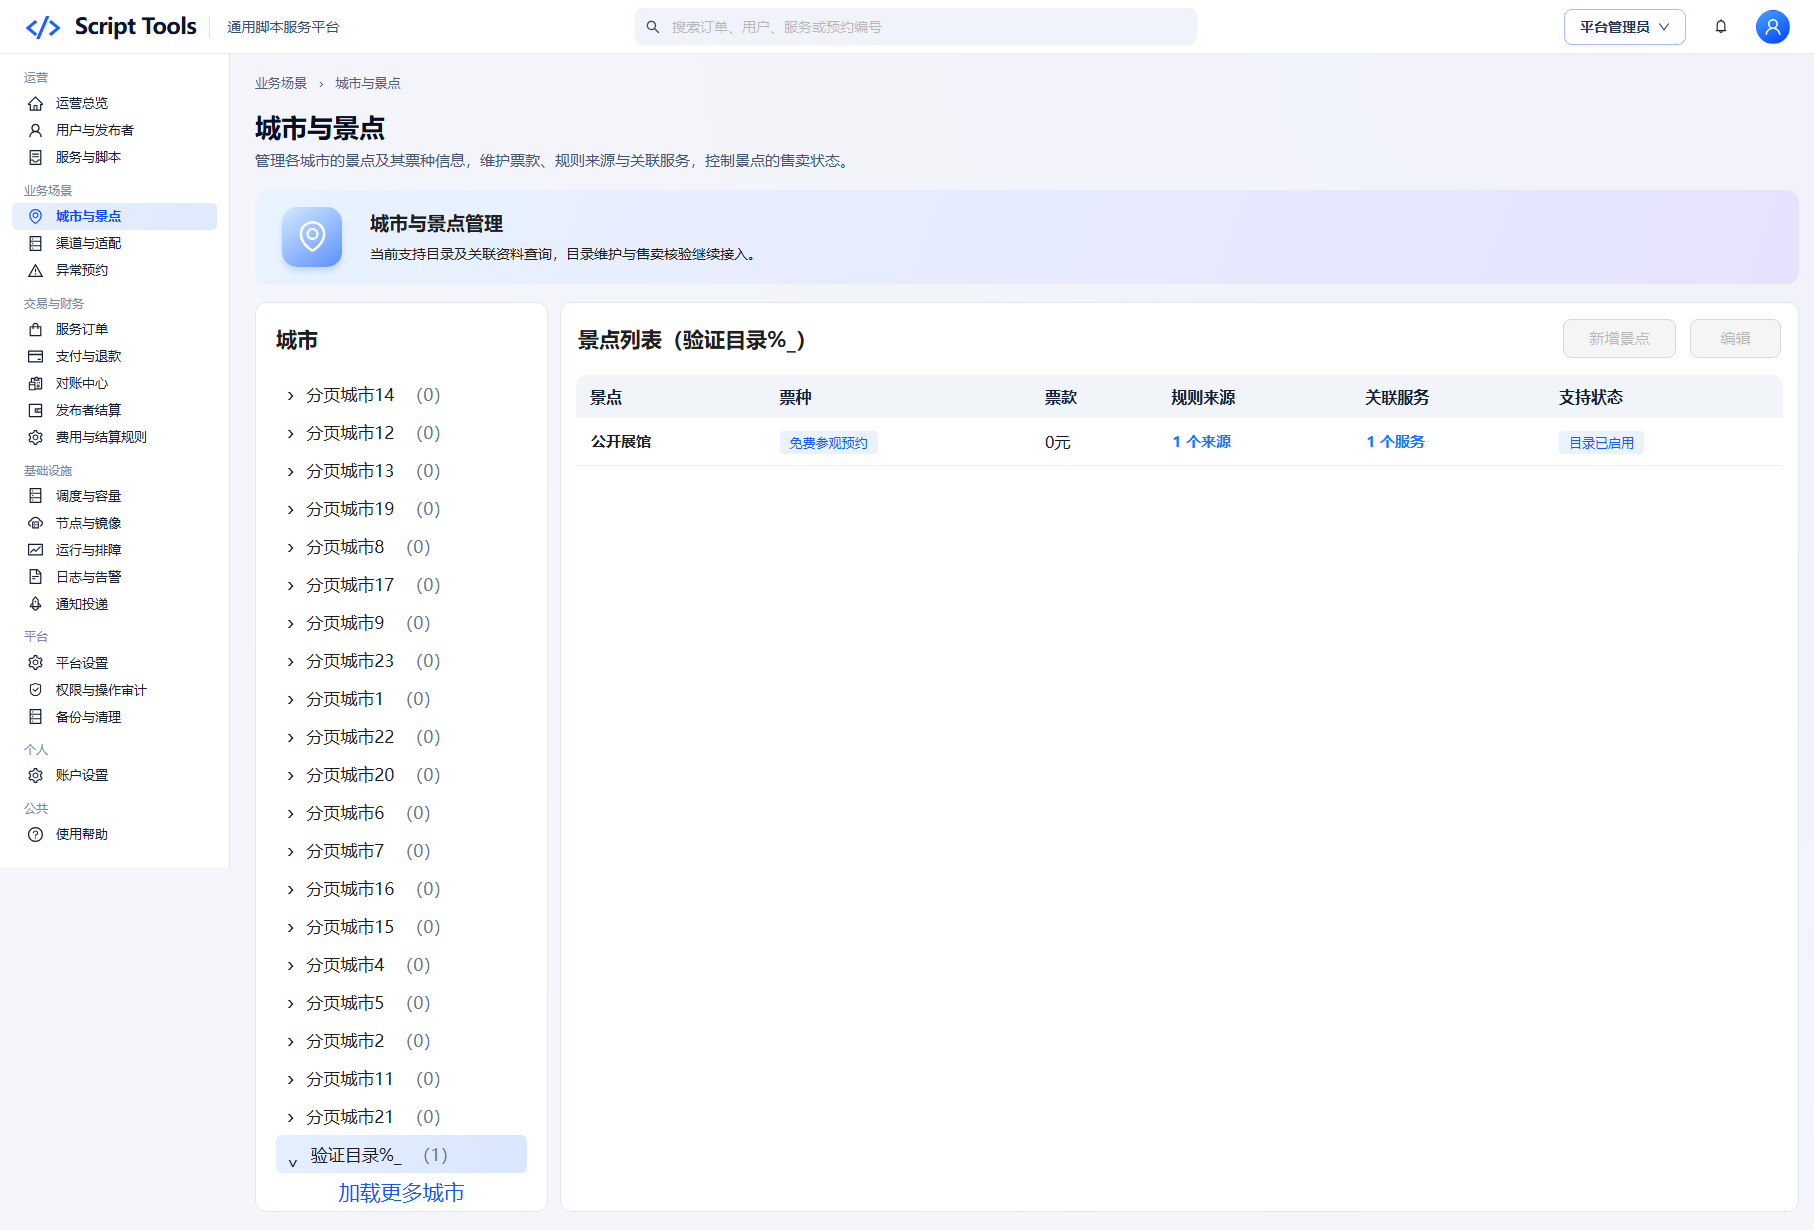 Script Tools
通用脚本服务平台
搜索订单、用户、服务或预约编号
平台管理员
运营
运营总览
用户与发布者
服务与脚本
业务场景
城市与景点
渠道与适配
异常预约
交易与财务
服务订单
支付与退款
对账中心
发布者结算
费用与结算规则
基础设施
调度与容量
节点与镜像
运行与排障
日志与告警
通知投递
平台
平台设置
权限与操作审计
备份与清理
个人
账户设置
公共
使用帮助
业务场景 › 城市与景点
城市与景点
管理各城市的景点及其票种信息，维护票款、规则来源与关联服务，控制景点的售卖状态。
城市与景点管理
当前支持目录及关联资料查询，目录维护与售卖核验继续接入。
城市
› 分页城市14 (0)
› 分页城市12 (0)
› 分页城市13 (0)
› 分页城市19 (0)
› 分页城市8 (0)
› 分页城市17 (0)
› 分页城市9 (0)
› 分页城市23 (0)
› 分页城市1 (0)
› 分页城市22 (0)
› 分页城市20 (0)
› 分页城市6 (0)
› 分页城市7 (0)
› 分页城市16 (0)
› 分页城市15 (0)
› 分页城市4 (0)
› 分页城市5 (0)
› 分页城市2 (0)
› 分页城市11 (0)
› 分页城市21 (0)
验证目录%_ (1)
加载更多城市
景点列表（验证目录%_）
新增景点 编辑
景点 票种 票款 规则来源 关联服务 支持状态
公开展馆 免费参观预约 0元 1 个来源 1 个服务 目录已启用